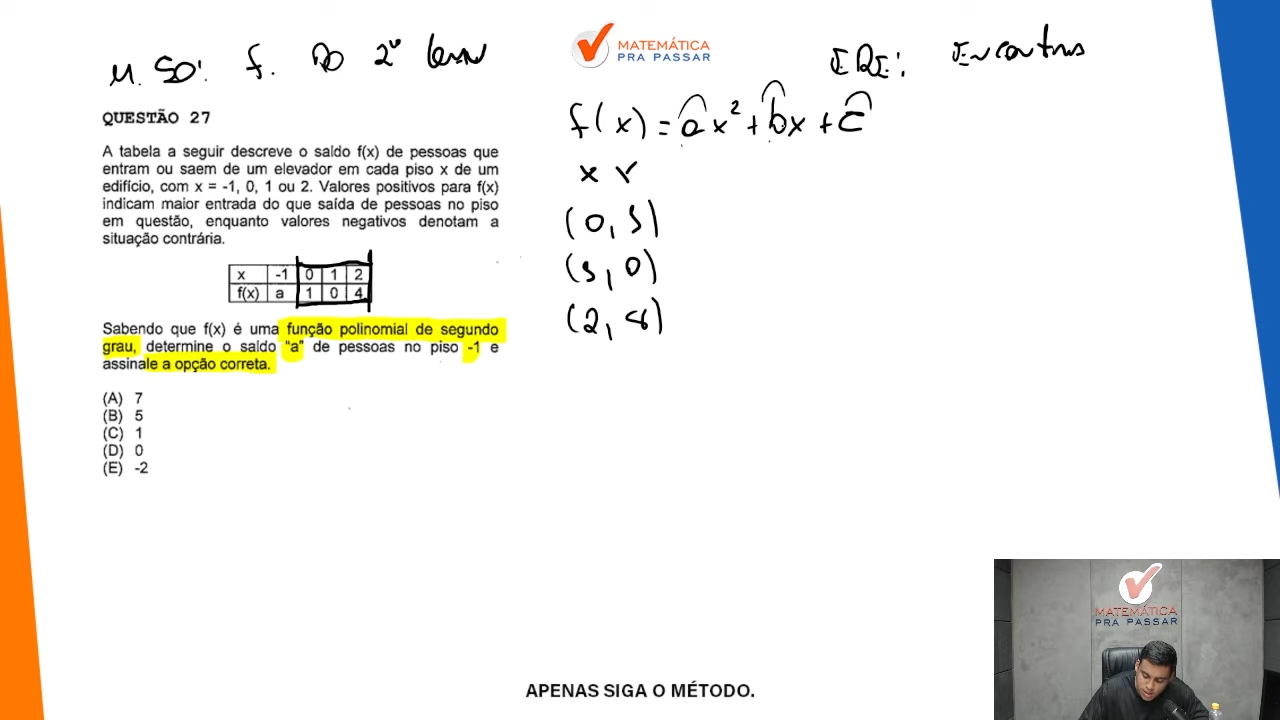 M. SD: f. DO 2º GRAU
MATEMÁTICA
PRA PASSAR
f(x) = ax² + bx + c
x y
(0, 1)
(1, 0)
(2, 4)
QUESTÃO 27
A tabela a seguir descreve o saldo f(x) de pessoas que
entram ou saem de um elevador em cada piso x de um
edifício, com x = -1, 0, 1 ou 2. Valores positivos para f(x)
indicam maior entrada do que saída de pessoas no piso
em questão, enquanto valores negativos denotam a
situação contrária.
x -1 0 1 2
f(x) a 1 0 4
Sabendo que f(x) é uma função polinomial de segundo
grau, determine o saldo "a" de pessoas no piso -1 e
assinale a opção correta.
(A) 7
(B) 5
(C) 1
(D) 0
(E) -2
MATEMÁTICA
PRA PASSAR
APENAS SIGA O MÉTODO.